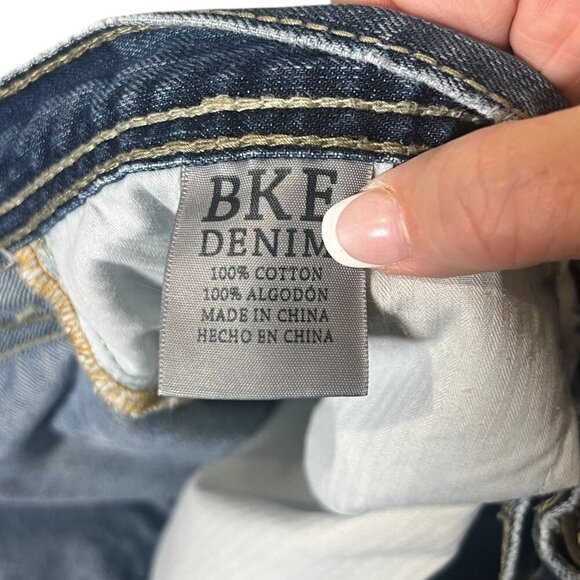 BKE
DENIM
100% COTTON
100% ALGODÓN
MADE IN CHINA
HECHO EN CHINA